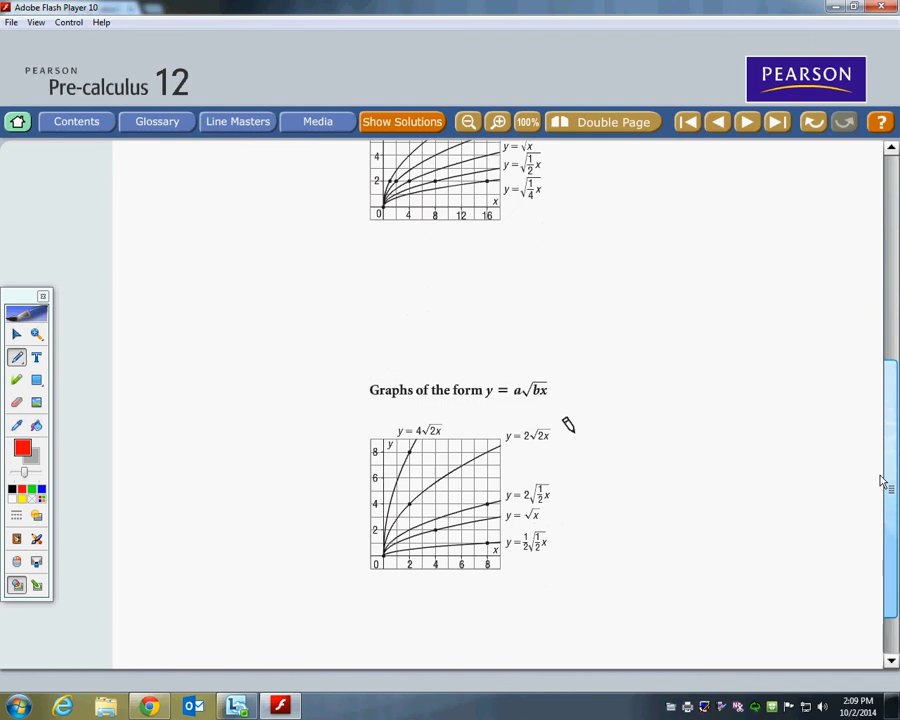 Adobe Flash Player 10
File View Control Help
PEARSON
Pre-calculus 12
PEARSON
Contents Glossary Line Masters Media Show Solutions 100% Double Page ?
4
2
0 4 8 12 16
x
y = √x
y = √1/2 x
y = √1/4 x
Graphs of the form y = a√bx
y = 4√2x
y
y = 2√2x
8
6
4
2
0 2 4 6 8
x
y = 2√1/2 x
y = √x
y = 1/2√1/2 x
T
2:09 PM
10/2/2014